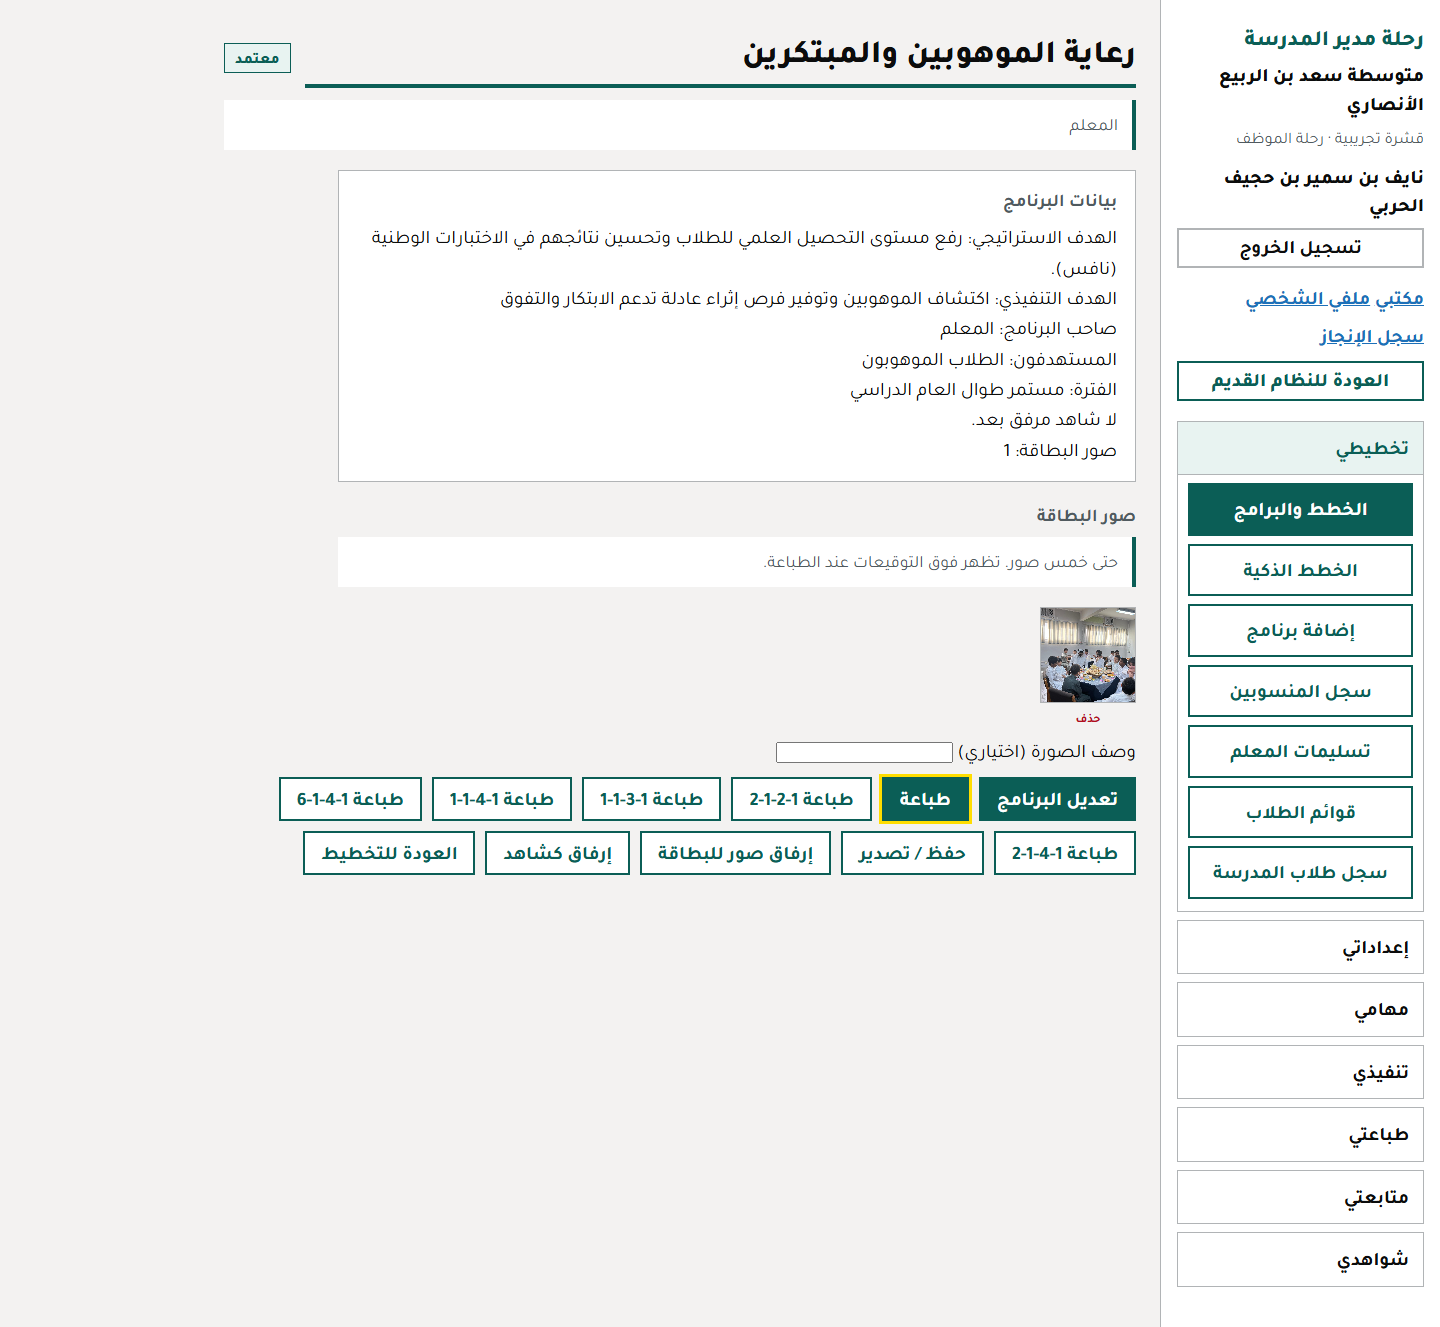 رحلة مدير المدرسة
متوسطة سعد بن الربيع
الأنصاري
قشرة تجريبية · رحلة الموظف
نايف بن سمير بن حجيف
الحربي
تسجيل الخروج
مكتبي ملفي الشخصي
سجل الإنجاز
العودة للنظام القديم
تخطيطي
الخطط والبرامج
الخطط الذكية
إضافة برنامج
سجل المنسوبين
تسليمات المعلم
قوائم الطلاب
سجل طلاب المدرسة
إعداداتي
مهامي
تنفيذي
طباعتي
متابعتي
شواهدي
رعاية الموهوبين والمبتكرين
معتمد
المعلم
بيانات البرنامج
الهدف الاستراتيجي: رفع مستوى التحصيل العلمي للطلاب وتحسين نتائجهم في الاختبارات الوطنية
(نافس).
الهدف التنفيذي: اكتشاف الموهوبين وتوفير فرص إثراء عادلة تدعم الابتكار والتفوق
صاحب البرنامج: المعلم
المستهدفون: الطلاب الموهوبون
الفترة: مستمر طوال العام الدراسي
لا شاهد مرفق بعد.
صور البطاقة: 1
صور البطاقة
حتى خمس صور. تظهر فوق التوقيعات عند الطباعة.
حذف
وصف الصورة (اختياري)
تعديل البرنامج
طباعة
طباعة 1-2-1-2
طباعة 1-3-1-1
طباعة 1-4-1-1
طباعة 1-4-1-6
طباعة 1-4-1-2
حفظ / تصدير
إرفاق صور للبطاقة
إرفاق كشاهد
العودة للتخطيط